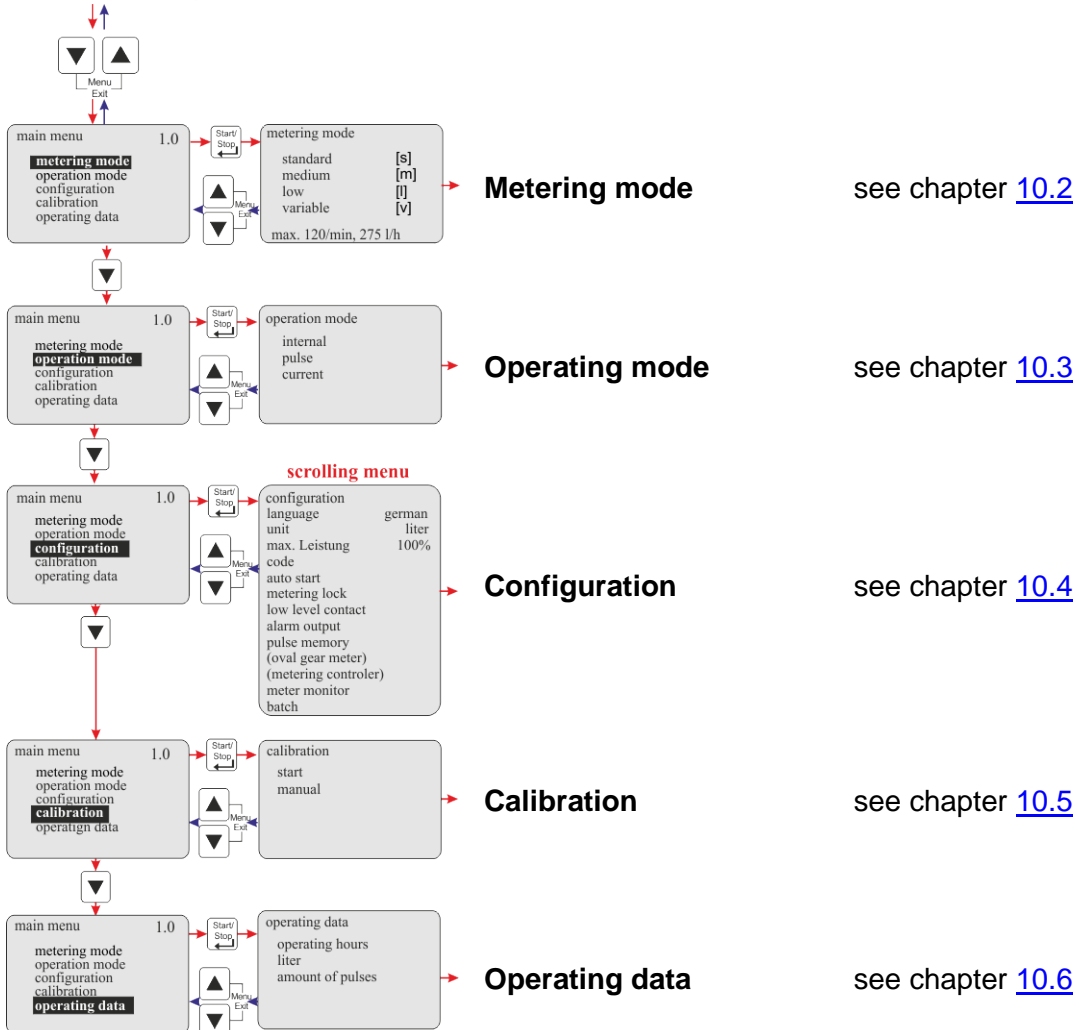 Menu
Exit
main menu 1.0
metering mode
operation mode
configuration
calibration
operating data
Start/
Stop
Menu
Exit
metering mode
standard [s]
medium [m]
low [l]
variable [v]
max. 120/min, 275 l/h
Metering mode see chapter 10.2
main menu 1.0
metering mode
operation mode
configuration
calibration
operating data
Start/
Stop
Menu
Exit
operation mode
internal
pulse
current
Operating mode see chapter 10.3
scrolling menu
main menu 1.0
metering mode
operation mode
configuration
calibration
operating data
Start/
Stop
Menu
Exit
configuration
language german
unit liter
max. Leistung 100%
code
auto start
metering lock
low level contact
alarm output
pulse memory
(oval gear meter)
(metering controler)
meter monitor
batch
Configuration see chapter 10.4
main menu 1.0
metering mode
operation mode
configuration
calibration
operatign data
Start/
Stop
Menu
Exit
calibration
start
manual
Calibration see chapter 10.5
main menu 1.0
metering mode
operation mode
configuration
calibration
operating data
Start/
Stop
Menu
Exit
operating data
operating hours
liter
amount of pulses
Operating data see chapter 10.6